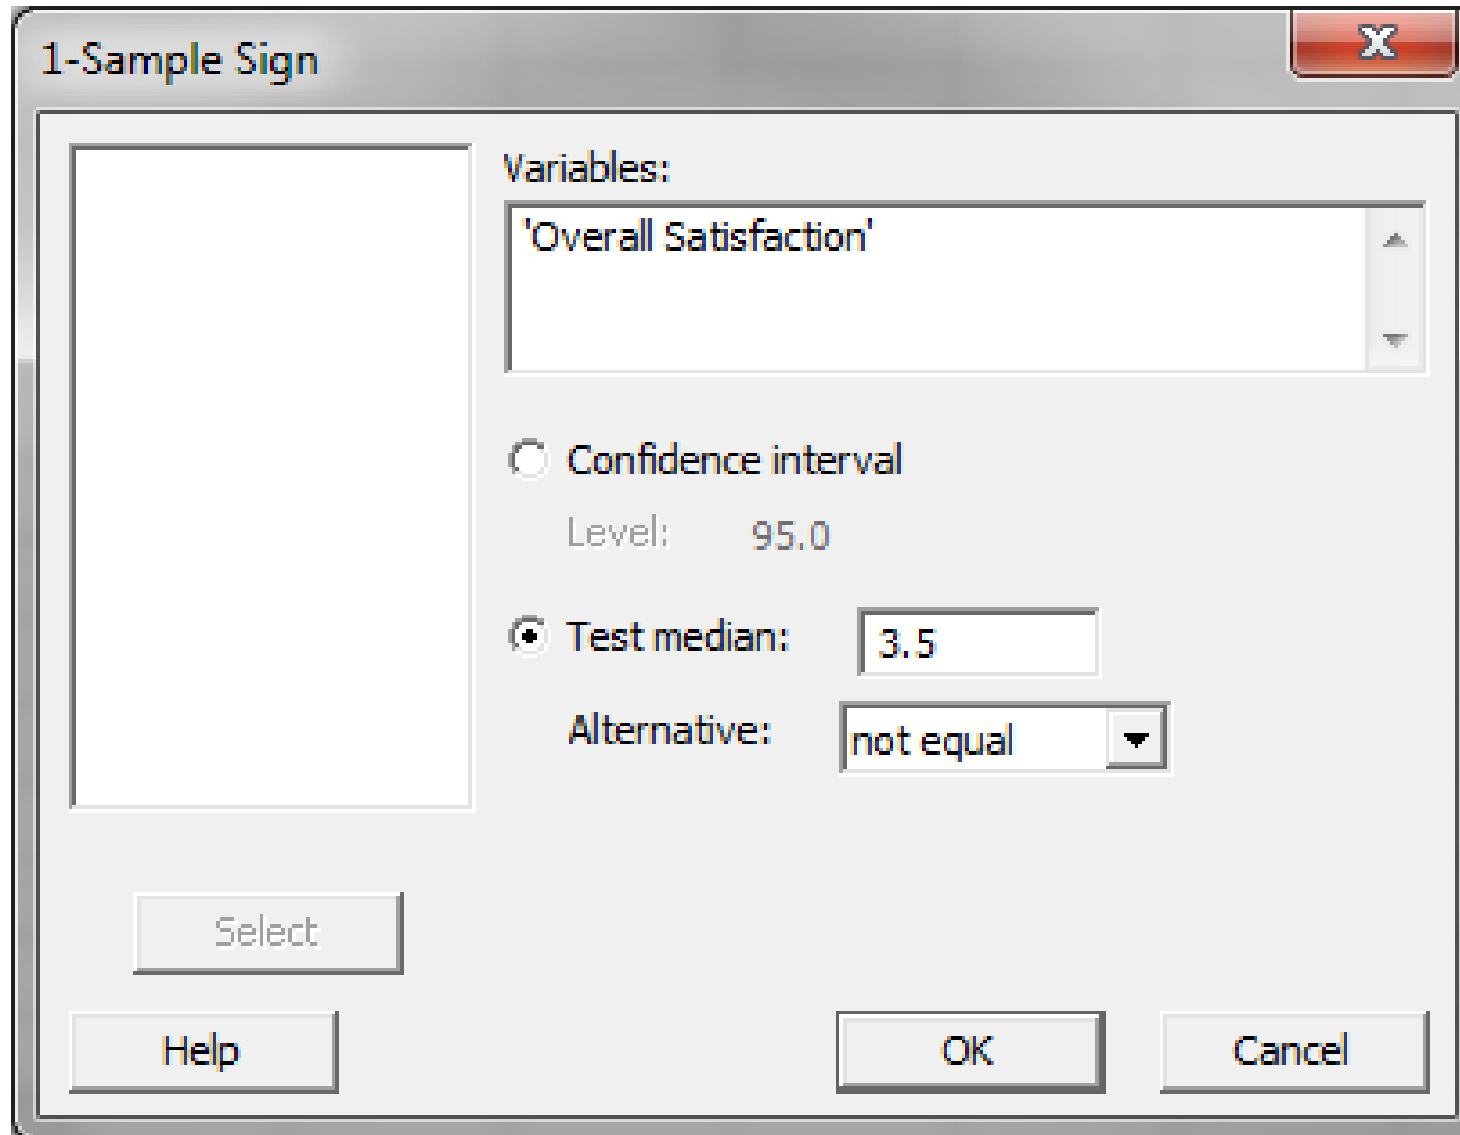 1-Sample Sign
Variables:
'Overall Satisfaction'
Confidence interval
Level: 95.0
Test median: 3.5
Alternative: not equal
Select
Help OK Cancel